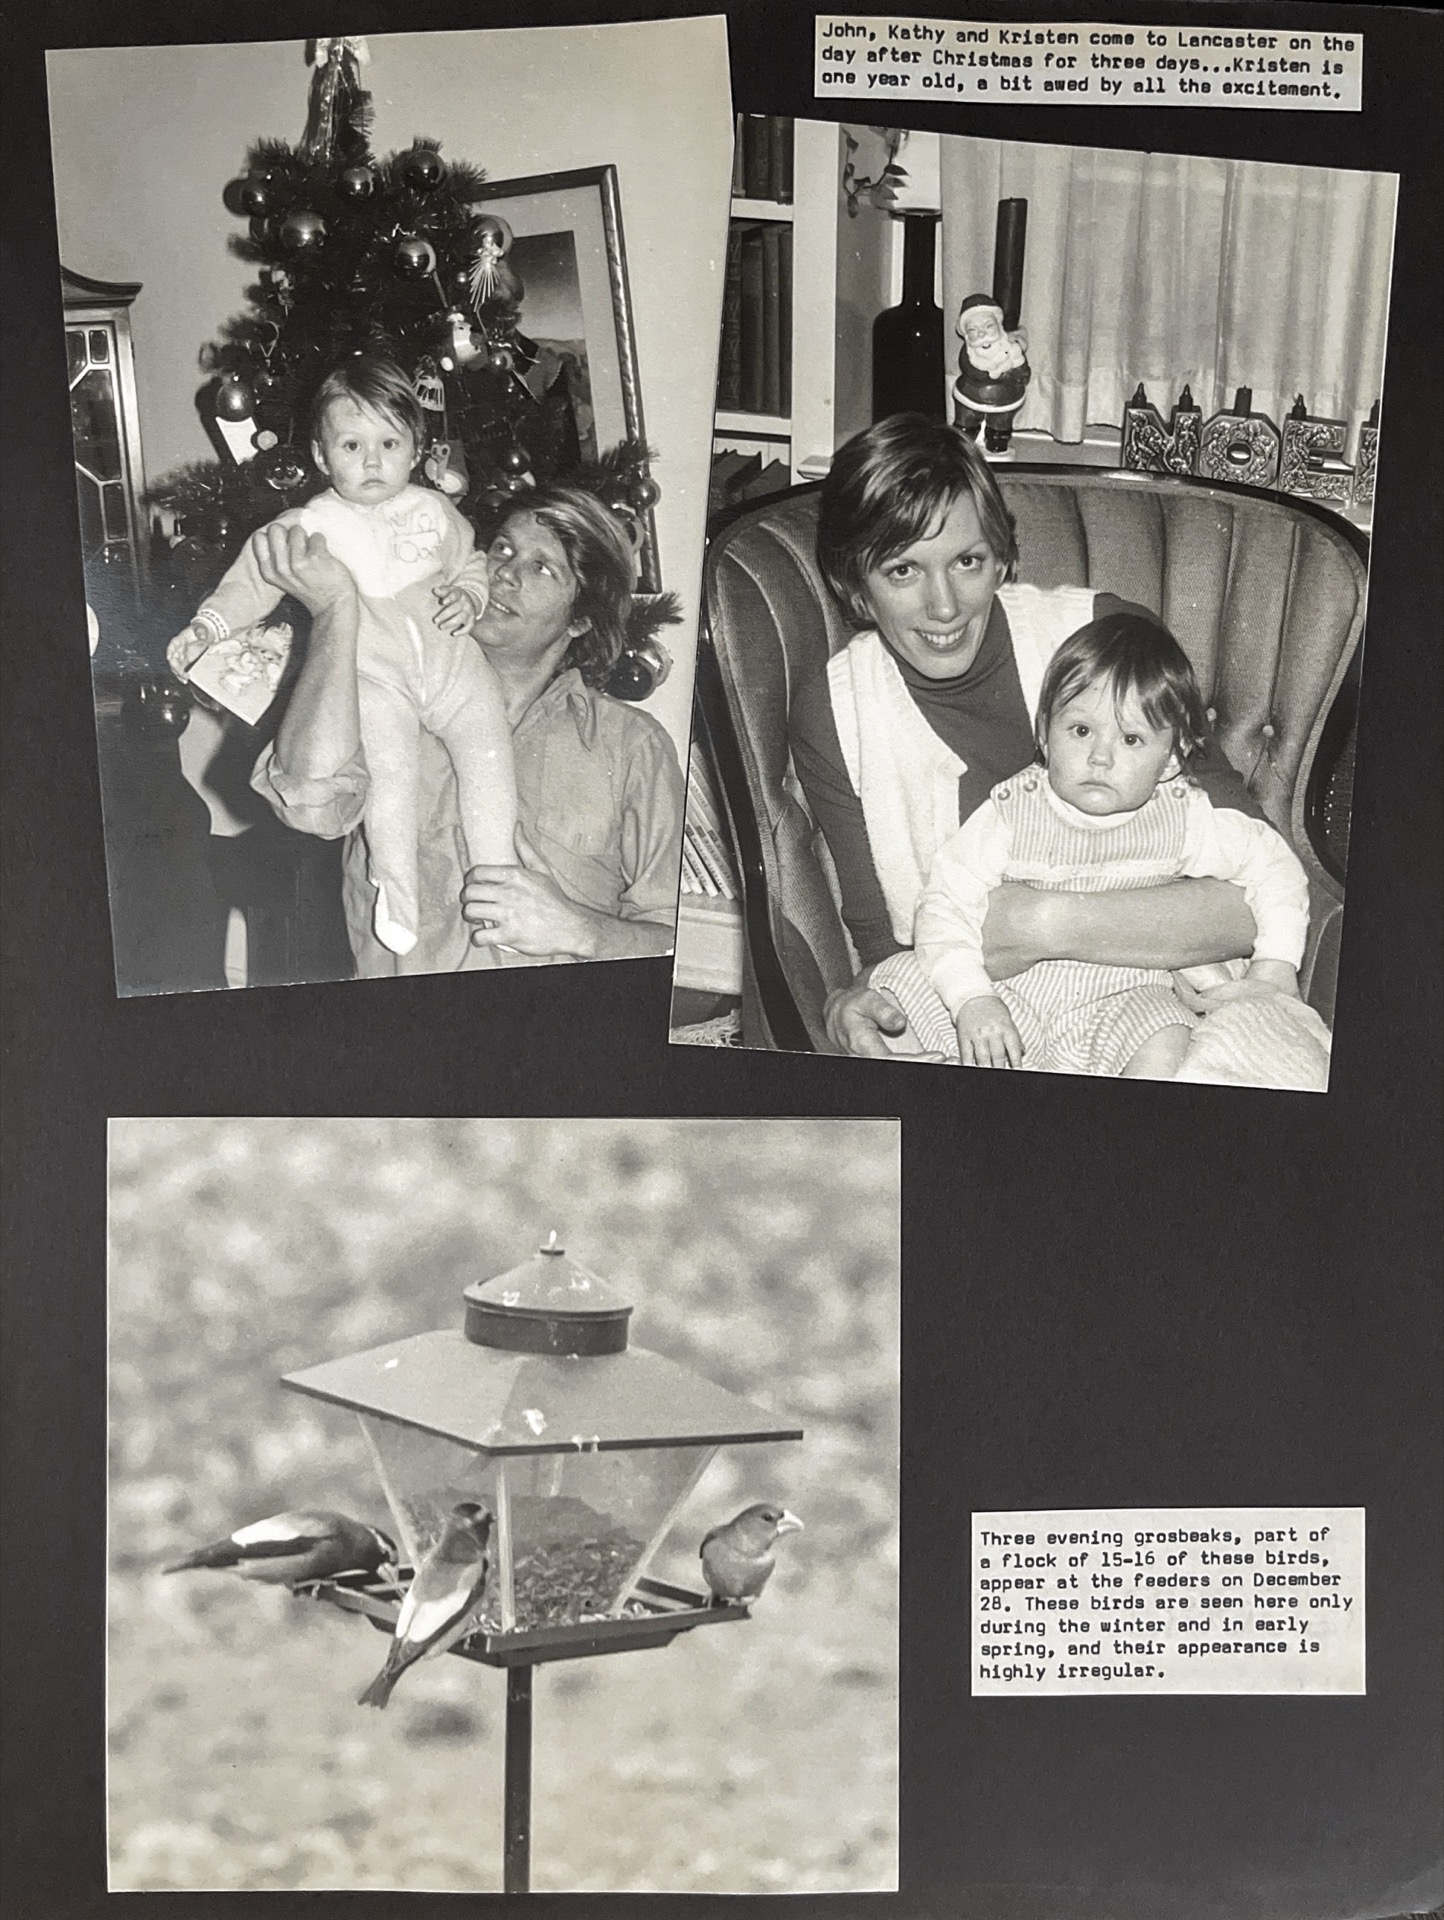 John, Kathy and Kristen come to Lancaster on the
day after Christmas for three days...Kristen is
one year old, a bit awed by all the excitement.
NOE
Three evening grosbeaks, part of
a flock of 15-16 of these birds,
appear at the feeders on December
28. These birds are seen here only
during the winter and in early
spring, and their appearance is
highly irregular.